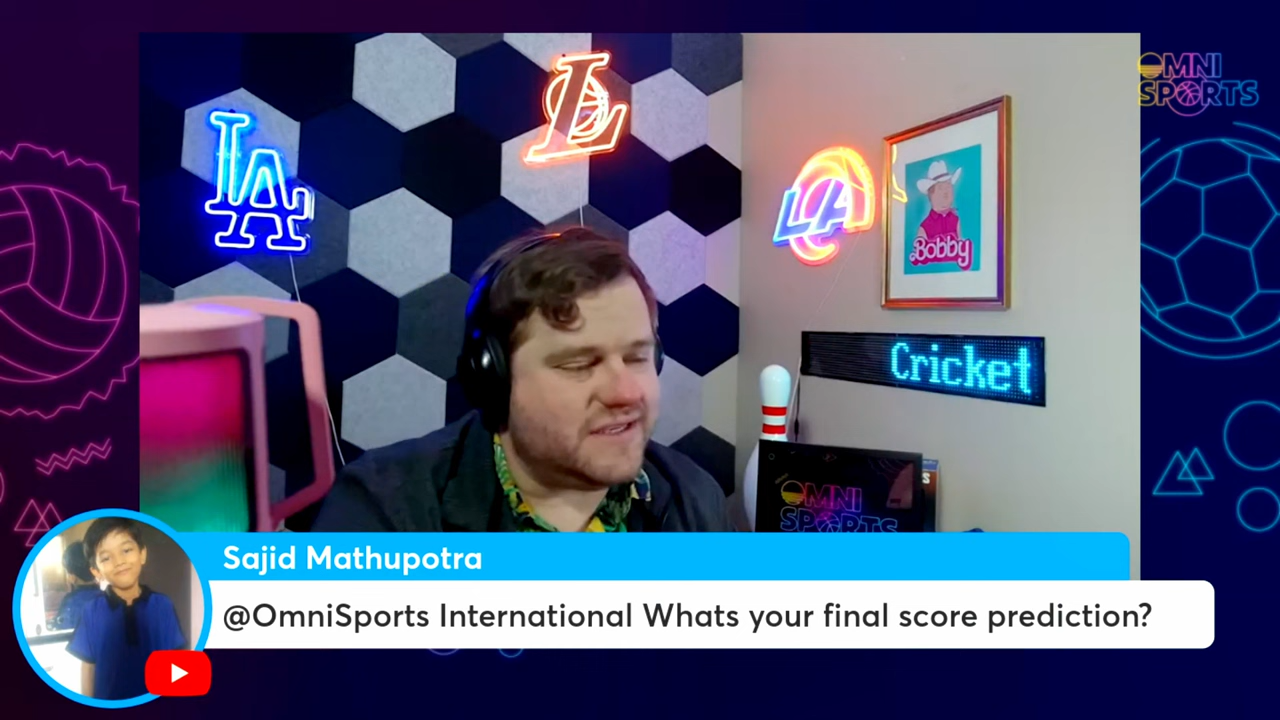 OMNI
SPORTS
LA
L
LA
Bobby
Cricket
OMNI
SPORTS
Sajid Mathupotra
@OmniSports International Whats your final score prediction?